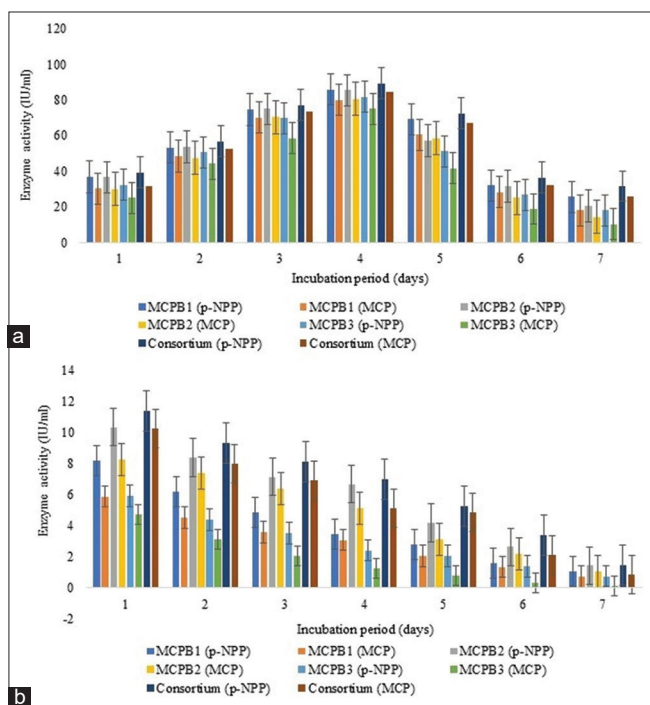 120
100
80
60
40
20
0
Enzyme activity (IU/ml)
1 2 3 4 5 6 7
Incubation period (days)
MCPB1 (p-NPP) MCPB1 (MCP) MCPB2 (p-NPP)
MCPB2 (MCP) MCPB3 (p-NPP) MCPB3 (MCP)
Consortium (p-NPP) Consortium (MCP)
a
14
12
10
8
6
4
2
0
-2
Enzyme activity (IU/ml)
1 2 3 4 5 6 7
Incubation period (days)
MCPB1 (p-NPP) MCPB1 (MCP) MCPB2 (p-NPP)
MCPB2 (MCP) MCPB3 (p-NPP) MCPB3 (MCP)
Consortium (p-NPP) Consortium (MCP)
b